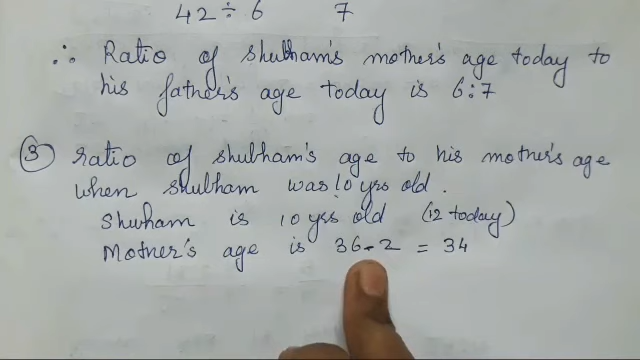 42 ÷ 6 7
∴ Ratio of Shubham's mother's age today to
his father's age today is 6:7
③ ratio of Shubham's age to his mother's age
when Shubham was 10 yrs old.
Shubham is 10 yrs old (12 today)
Mother's age is 36-2 = 34